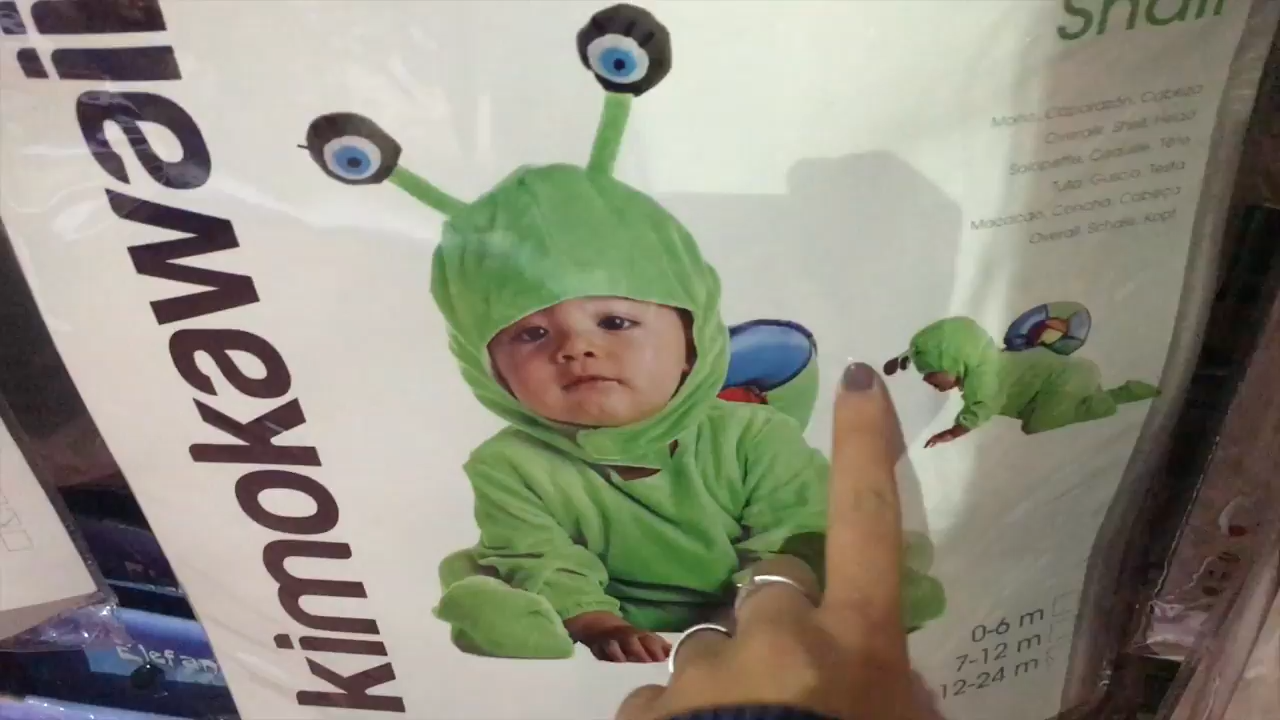 kimokawaii
Snail
Mono, Caparazón, Cabeza
Overall, Shell, Head
Salopette, Coquille, Tête
Tuta, Guscio, Testa
Macacão, Concha, Cabeça
Overall, Schale, Kopf
0-6 m
7-12 m
12-24 m
Elefan